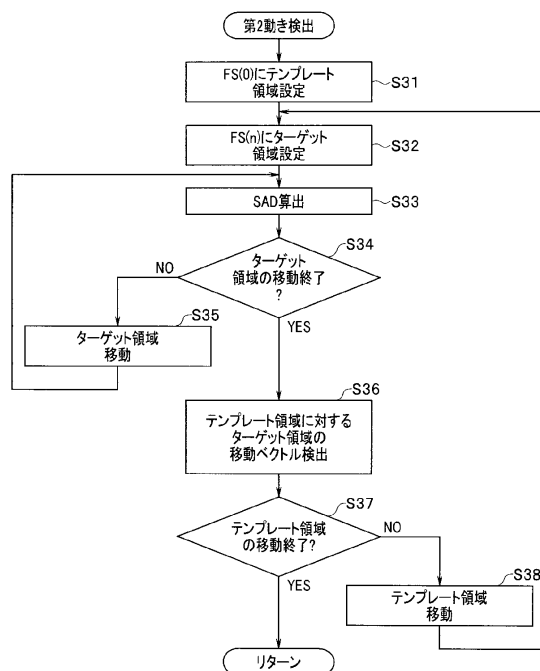 第2動き検出
FS(0)にテンプレート
領域設定
S31
FS(n)にターゲット
領域設定
S32
SAD算出
S33
S34
ターゲット
領域の移動終了
?
NO
YES
S35
ターゲット領域
移動
S36
テンプレート領域に対する
ターゲット領域の
移動ベクトル検出
S37
テンプレート領域
の移動終了?
NO
YES
S38
テンプレート領域
移動
リターン